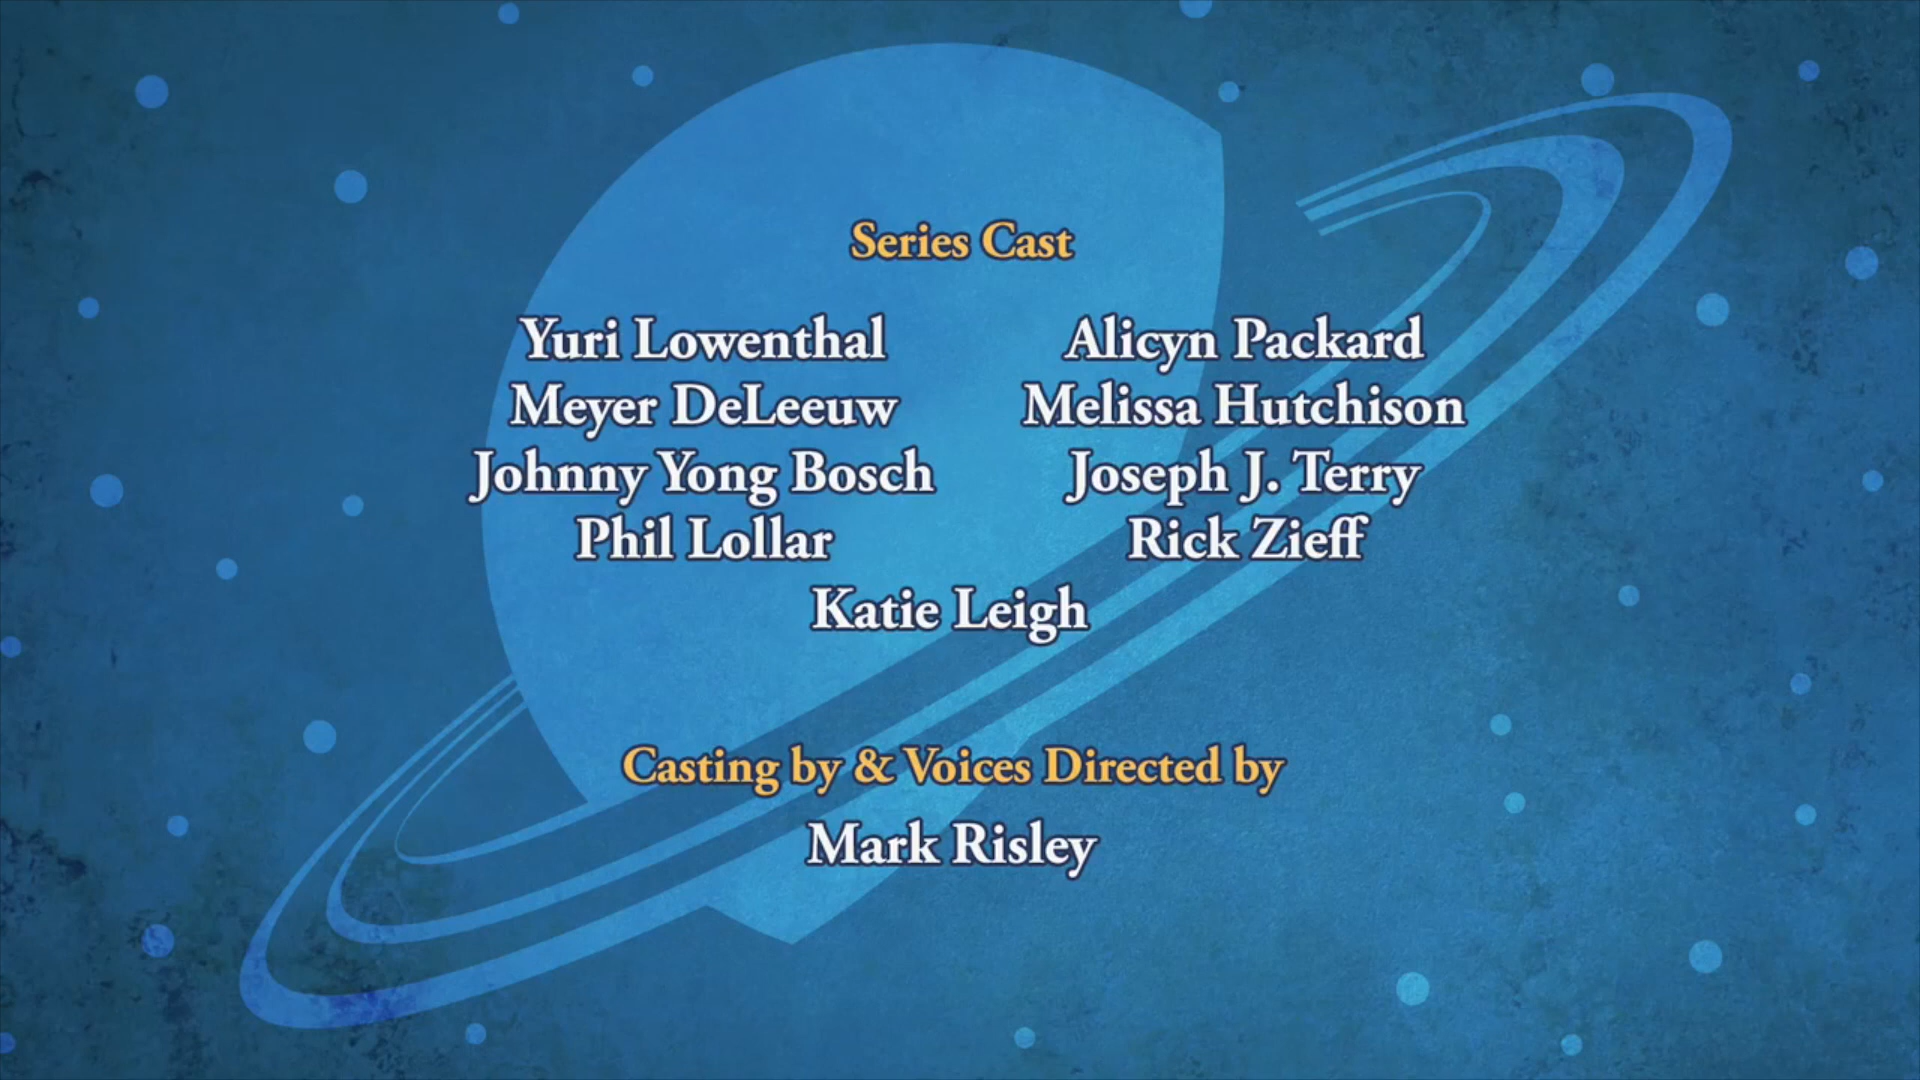 Series Cast
Yuri Lowenthal Alicyn Packard
Meyer DeLeeuw Melissa Hutchison
Johnny Yong Bosch Joseph J. Terry
Phil Lollar Rick Zieff
Katie Leigh
Casting by & Voices Directed by
Mark Risley